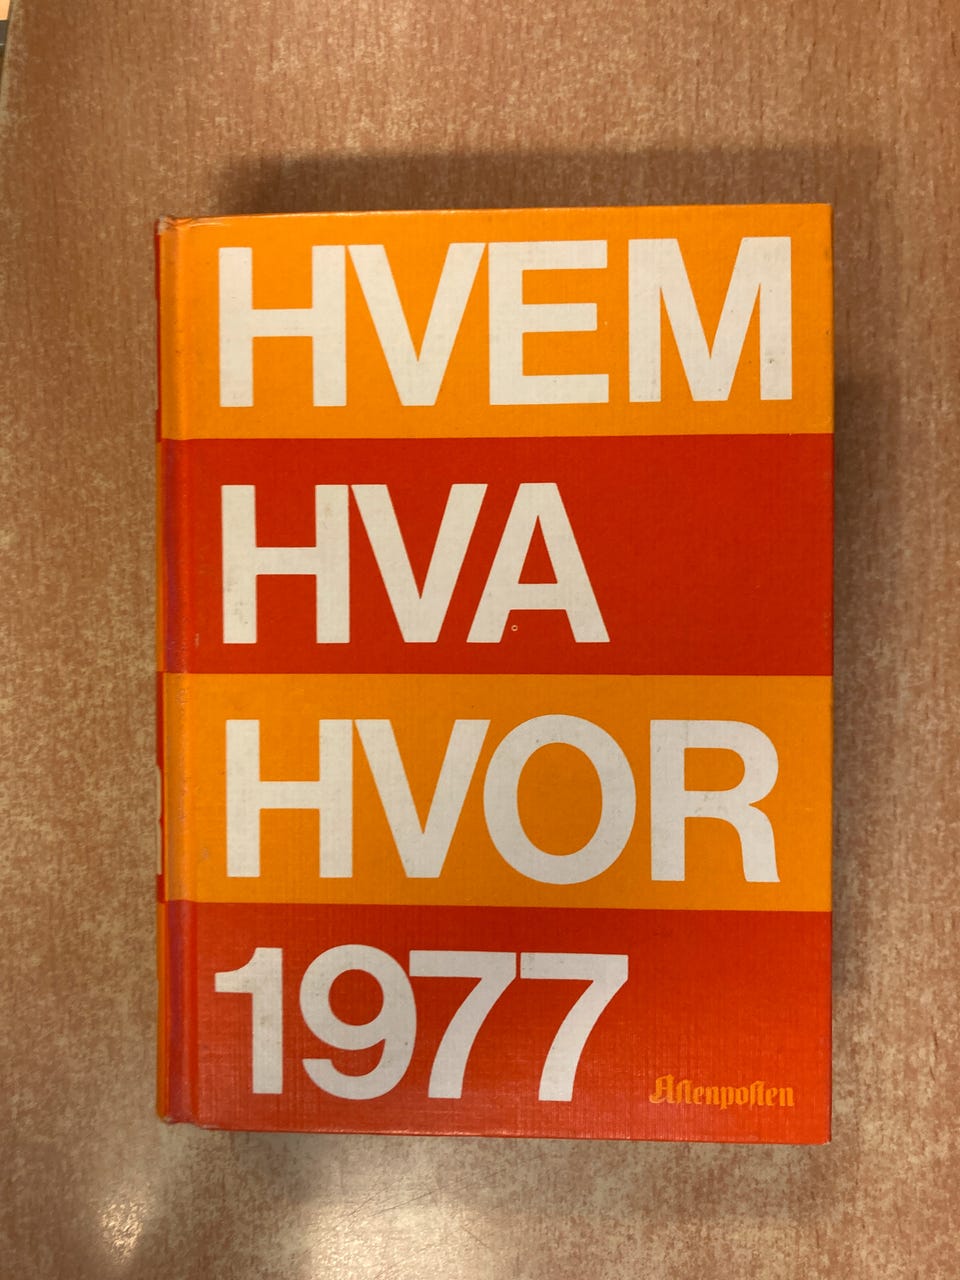 HVEM
HVA
HVOR
1977
Aftenposten